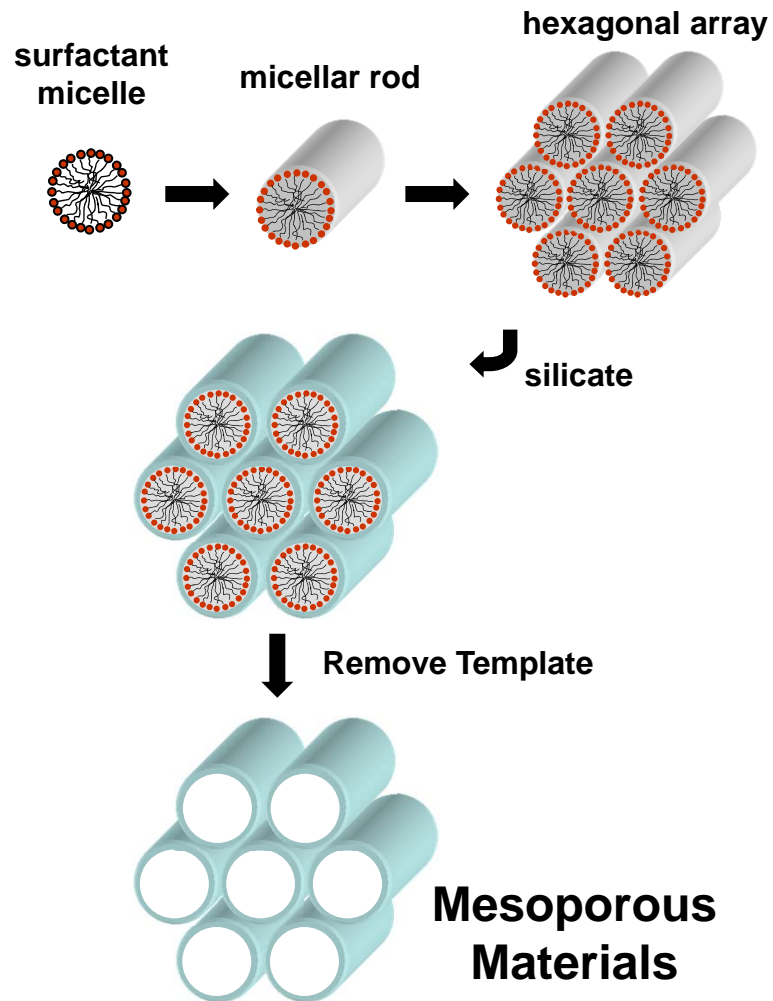 surfactant
micelle
micellar rod
hexagonal array
silicate
Remove Template
Mesoporous
Materials